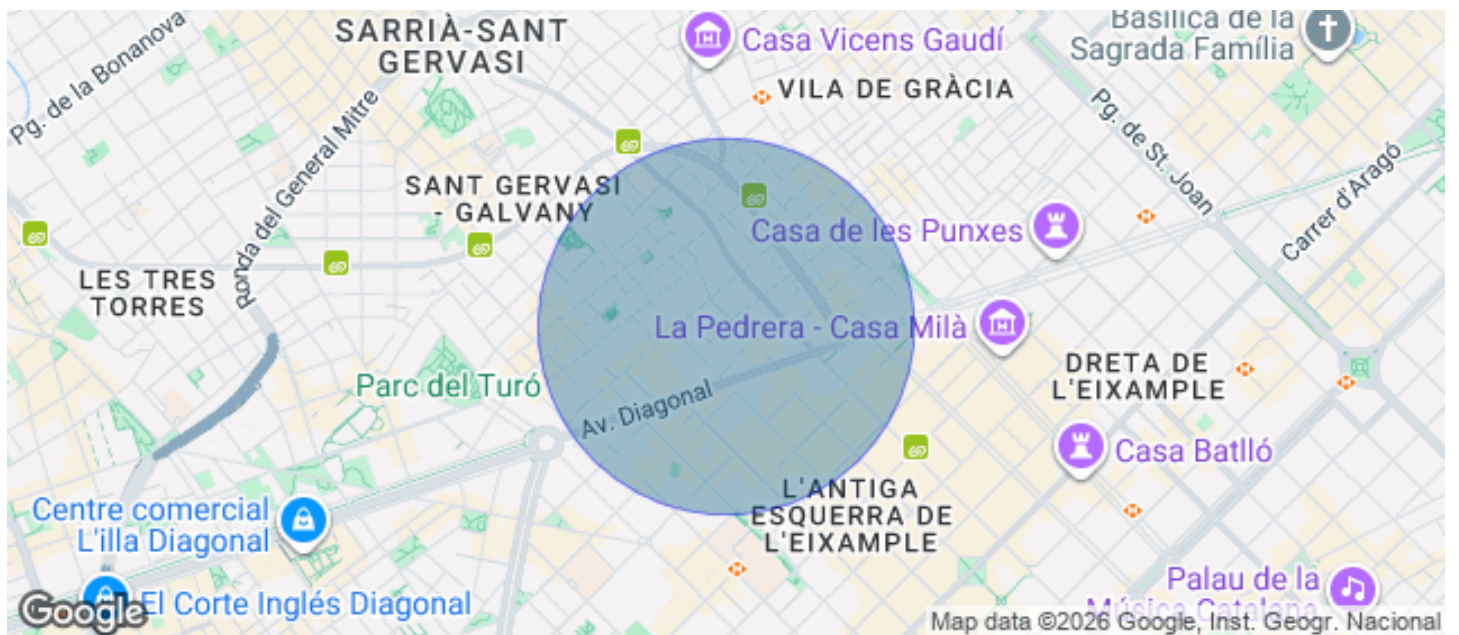 Pg. de la Bonanova
SARRIÀ-SANT
GERVASI
Casa Vicens Gaudí
Basílica de la
Sagrada Família
VILA DE GRÀCIA
Ronda del General Mitre
Pg. de St. Joan
Carrer d'Aragó
SANT GERVASI
- GALVANY
Casa de les Punxes
LES TRES
TORRES
La Pedrera - Casa Milà
DRETA DE
L'EIXAMPLE
Parc del Turó
Av. Diagonal
Casa Batlló
L'ANTIGA
ESQUERRA DE
L'EIXAMPLE
Centre comercial
L'illa Diagonal
El Corte Inglés Diagonal
Palau de la
Música Catalana
Google
Map data ©2026 Google, Inst. Geogr. Nacional